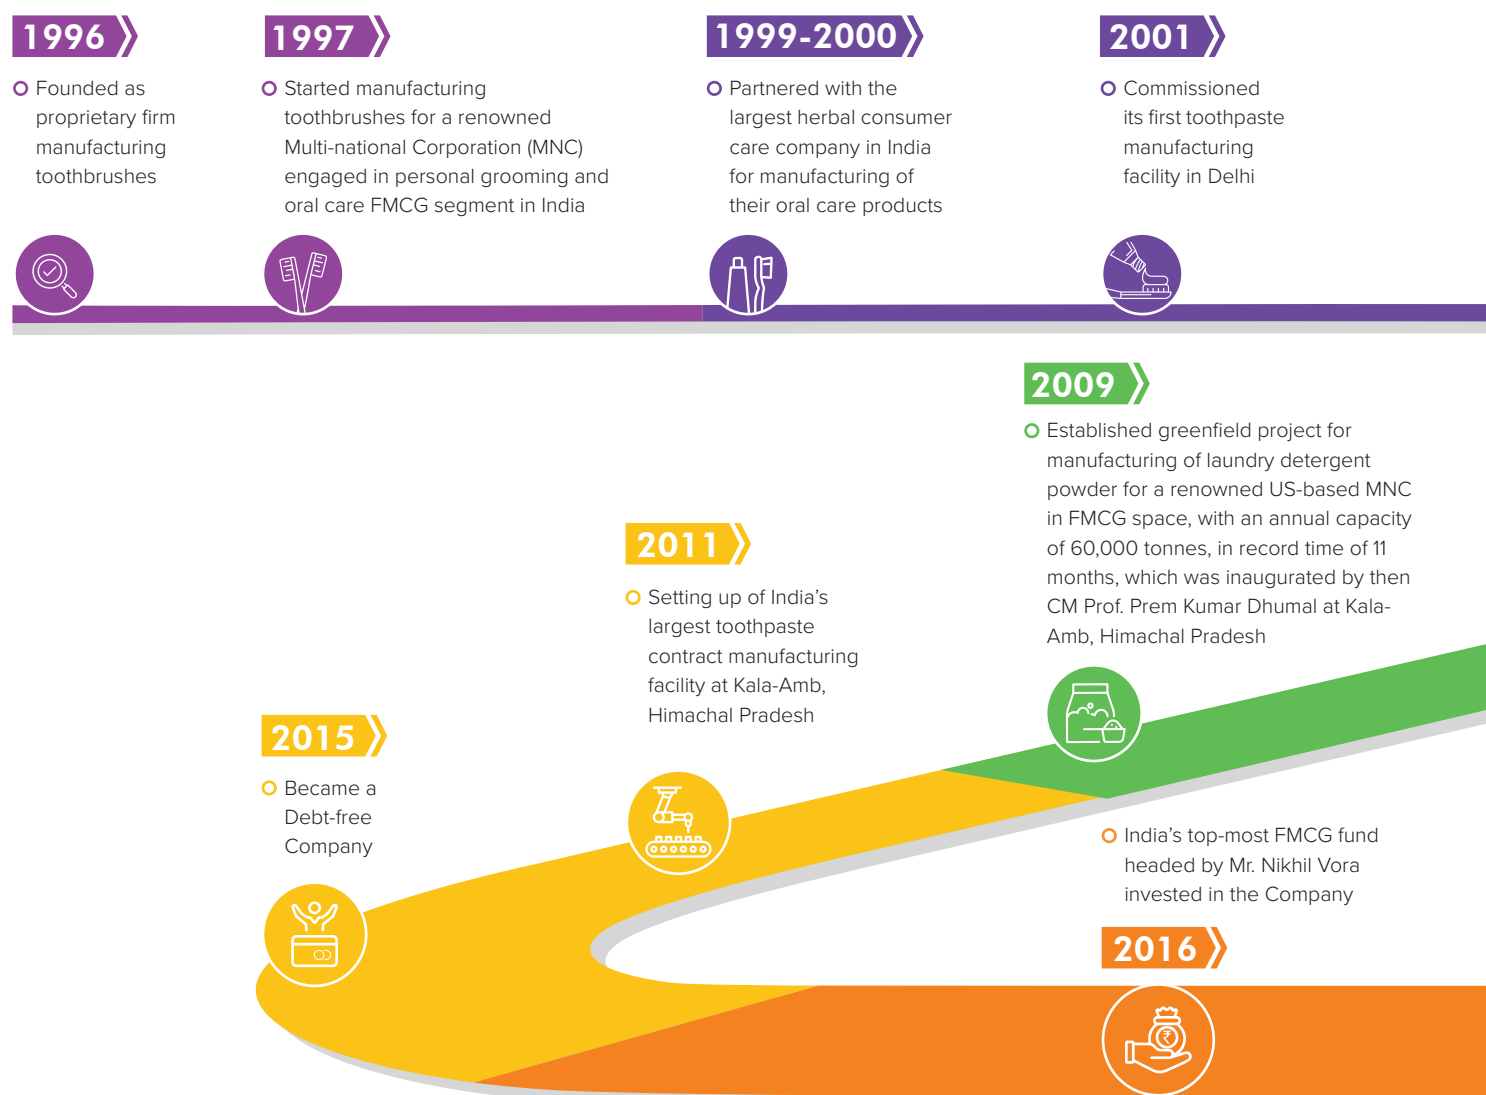 1996
Founded as
proprietary firm
manufacturing
toothbrushes
1997
Started manufacturing
toothbrushes for a renowned
Multi-national Corporation (MNC)
engaged in personal grooming and
oral care FMCG segment in India
1999-2000
Partnered with the
largest herbal consumer
care company in India
for manufacturing of
their oral care products
2001
Commissioned
its first toothpaste
manufacturing
facility in Delhi
2009
Established greenfield project for
manufacturing of laundry detergent
powder for a renowned US-based MNC
in FMCG space, with an annual capacity
of 60,000 tonnes, in record time of 11
months, which was inaugurated by then
CM Prof. Prem Kumar Dhumal at Kala-
Amb, Himachal Pradesh
2011
Setting up of India’s
largest toothpaste
contract manufacturing
facility at Kala-Amb,
Himachal Pradesh
2015
Became a
Debt-free
Company
India’s top-most FMCG fund
headed by Mr. Nikhil Vora
invested in the Company
2016
₹